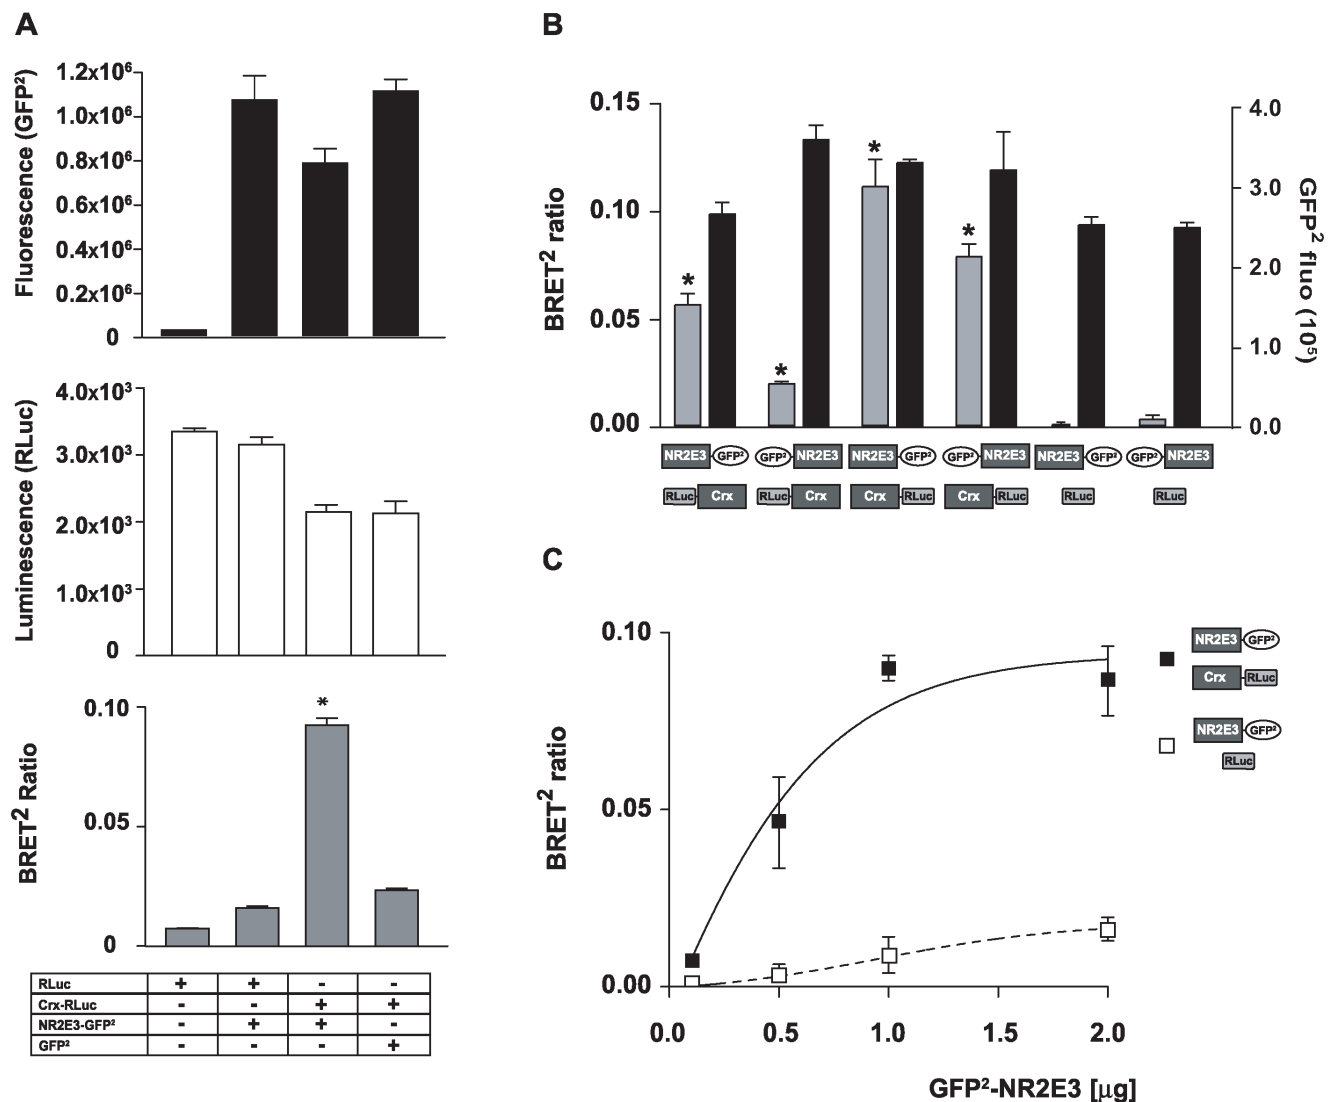 A
Fluorescence (GFP²)
1.2x10⁶
1.0x10⁶
0.8x10⁶
0.6x10⁶
0.4x10⁶
0.2x10⁶
0
Luminescence (RLuc)
4.0x10³
3.0x10³
2.0x10³
1.0x10³
0
BRET² Ratio
0.10
0.05
0
*
RLuc + + - -
Crx-RLuc - - + +
NR2E3-GFP² - + + -
GFP² - - - +
B
BRET² ratio
0.15
0.10
0.05
0.00
* * * *
4.0
3.0
2.0
1.0
0.0
GFP² fluo (10⁵)
NR2E3 GFP² GFP² NR2E3 NR2E3 GFP² GFP² NR2E3 NR2E3 GFP² GFP² NR2E3
RLuc Crx RLuc Crx Crx RLuc Crx RLuc RLuc RLuc
C
BRET² ratio
0.10
0.05
0.00
0.0 0.5 1.0 1.5 2.0
GFP²-NR2E3 [µg]
NR2E3 GFP²
Crx RLuc
NR2E3 GFP²
RLuc